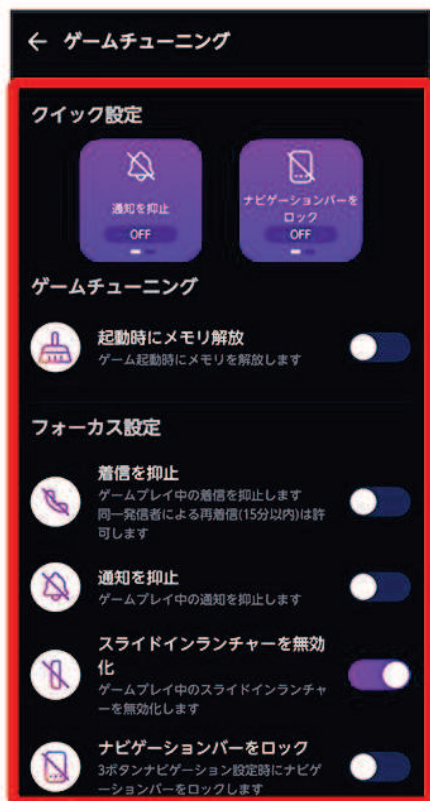 ← ゲームチューニング
クイック設定
通知を抑止
OFF
ナビゲーションバーを
ロック
OFF
ゲームチューニング
起動時にメモリ解放
ゲーム起動時にメモリを解放します
フォーカス設定
着信を抑止
ゲームプレイ中の着信を抑止します
同一発信者による再着信(15分以内)は許
可します
通知を抑止
ゲームプレイ中の通知を抑止します
スライドインランチャーを無効
化
ゲームプレイ中のスライドインランチャ
ーを無効化します
ナビゲーションバーをロック
3ボタンナビゲーション設定時にナビゲ
ーションバーをロックします